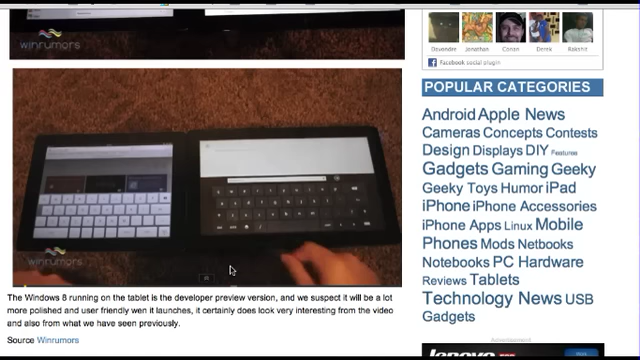 winrumors
winrumors
The Windows 8 running on the tablet is the developer preview version, and we suspect it will be a lot
more polished and user friendly wen it launches, it certainly does look very interesting from the video
and also from what we have seen previously.
Source Winrumors
Davender Jonathan Conan Derek Rakshit
Facebook social plugin
POPULAR CATEGORIES
Android Apple News
Cameras Concepts Contests
Design Displays DIY Features
Gadgets Gaming Geeky
Geeky Toys Humor iPad
iPhone iPhone Accessories
iPhone Apps Linux Mobile
Phones Mods Netbooks
Notebooks PC Hardware
Reviews Tablets
Technology News USB
Gadgets
Advertisement
lenovo FOR